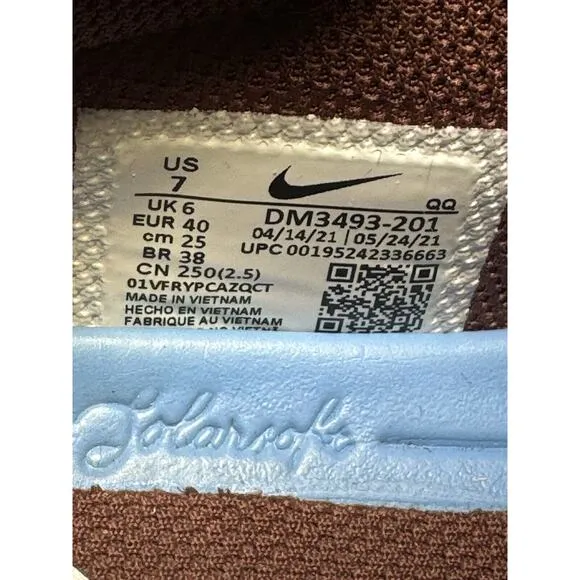 US
7
UK 6
EUR 40
cm 25
BR 38
CN 250(2.5)
01VFRYPCAZQCT
MADE IN VIETNAM
HECHO EN VIETNAM
FABRIQUE AU VIETNAM
QQ
DM3493-201
04/14/21 | 05/24/21
UPC 00195242336663
Solarsoft